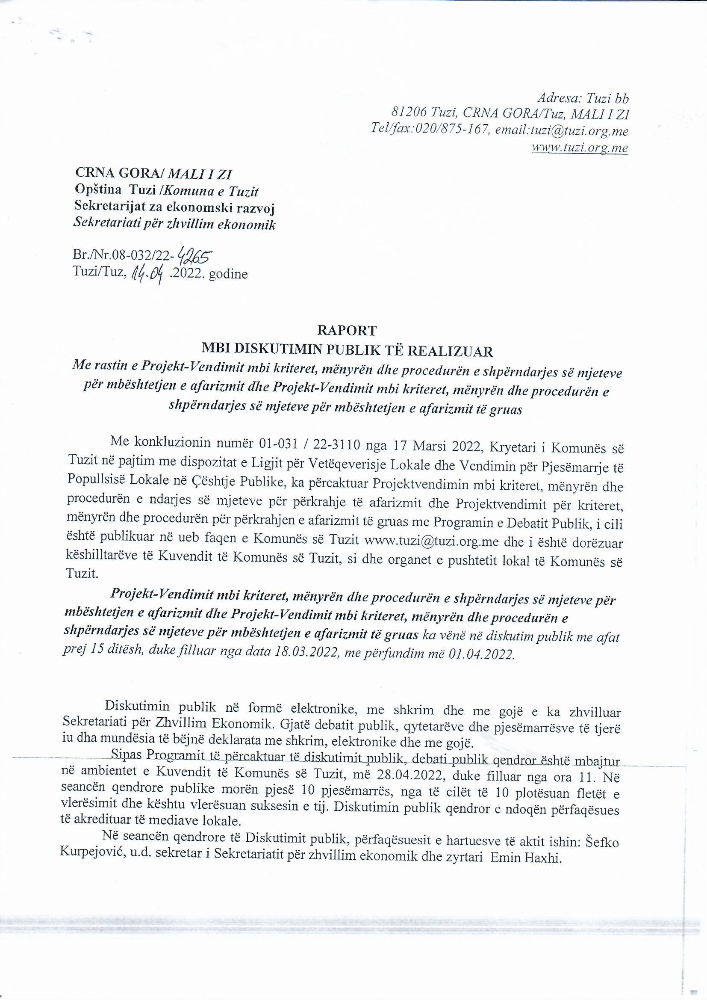 Adresa: Tuzi bb
81206 Tuzi, CRNA GORA/Tuz, MALI I ZI
Tel/fax:020/875-167, email:tuzi@tuzi.org.me
www.tuzi.org.me
CRNA GORA/ MALI I ZI
Opština Tuzi /Komuna e Tuzit
Sekretarijat za ekonomski razvoj
Sekretariati për zhvillim ekonomik
Br./Nr.08-032/22-4265
Tuzi/Tuz, 14.04 .2022. godine
RAPORT
MBI DISKUTIMIN PUBLIK TË REALIZUAR
Me rastin e Projekt-Vendimit mbi kriteret, mënyrën dhe procedurën e shpërndarjes së mjeteve
për mbështetjen e afarizmit dhe Projekt-Vendimit mbi kriteret, mënyrën dhe procedurën e
shpërndarjes së mjeteve për mbështetjen e afarizmit të gruas
Me konkluzionin numër 01-031 / 22-3110 nga 17 Marsi 2022, Kryetari i Komunës së
Tuzit në pajtim me dispozitat e Ligjit për Vetëqeverisje Lokale dhe Vendimin për Pjesëmarrje të
Popullsisë Lokale në Çështje Publike, ka përcaktuar Projektvendimin mbi kriteret, mënyrën dhe
procedurën e ndarjes së mjeteve për përkrahje të afarizmit dhe Projektvendimit për kriteret,
mënyrën dhe procedurën për përkrahjen e afarizmit të gruas me Programin e Debatit Publik, i cili
është publikuar në ueb faqen e Komunës së Tuzit www.tuzi@tuzi.org.me dhe i është dorëzuar
këshilltarëve të Kuvendit të Komunës së Tuzit, si dhe organet e pushtetit lokal të Komunës së
Tuzit.
Projekt-Vendimit mbi kriteret, mënyrën dhe procedurën e shpërndarjes së mjeteve për
mbështetjen e afarizmit dhe Projekt-Vendimit mbi kriteret, mënyrën dhe procedurën e
shpërndarjes së mjeteve për mbështetjen e afarizmit të gruas ka vënë në diskutim publik me afat
prej 15 ditësh, duke filluar nga data 18.03.2022, me përfundim më 01.04.2022.
Diskutimin publik në formë elektronike, me shkrim dhe me gojë e ka zhvilluar
Sekretariati për Zhvillim Ekonomik. Gjatë debatit publik, qytetarëve dhe pjesëmarrësve të tjerë
iu dha mundësia të bëjnë deklarata me shkrim, elektronike dhe me gojë.
Sipas Programit të përcaktuar të diskutimit publik, debati publik qendror është mbajtur
në ambientet e Kuvendit të Komunës së Tuzit, më 28.04.2022, duke filluar nga ora 11. Në
seancën qendrore publike morën pjesë 10 pjesëmarrës, nga të cilët të 10 plotësuan fletët e
vlerësimit dhe kështu vlerësuan suksesin e tij. Diskutimin publik qendror e ndoqën përfaqësues
të akredituar të mediave lokale.
Në seancën qendrore të Diskutimit publik, përfaqësuesit e hartuesve të aktit ishin: Šefko
Kurpejović, u.d. sekretar i Sekretariatit për zhvillim ekonomik dhe zyrtari Emin Haxhi.